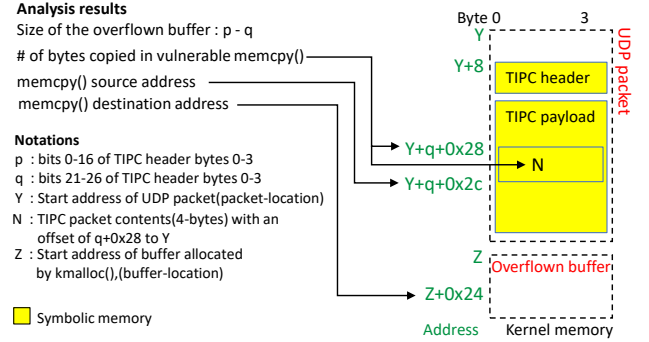 Analysis results
Size of the overflown buffer : p - q
# of bytes copied in vulnerable memcpy()
memcpy() source address
memcpy() destination address
Notations
p : bits 0-16 of TIPC header bytes 0-3
q : bits 21-26 of TIPC header bytes 0-3
Y : Start address of UDP packet(packet-location)
N : TIPC packet contents(4-bytes) with an
offset of q+0x28 to Y
Z : Start address of buffer allocated
by kmalloc(),(buffer-location)
Symbolic memory
Byte 0 3
Y
Y+8
TIPC header
TIPC payload
UDP packet
Y+q+0x28
N
Y+q+0x2c
Z
Overflown buffer
Z+0x24
Address Kernel memory